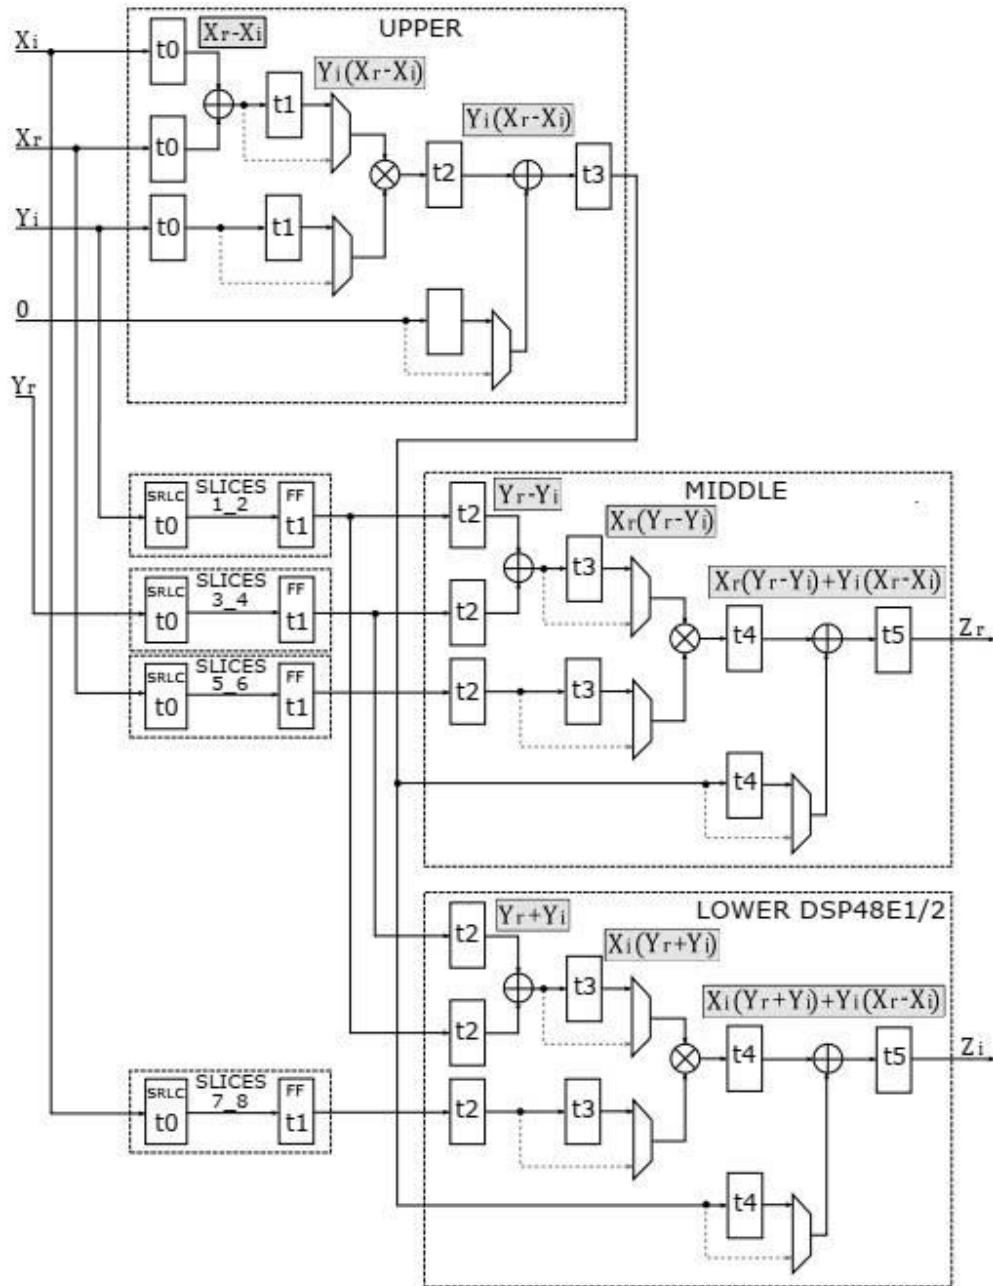 UPPER
Xi
t0
Xr-Xi
Yi(Xr-Xi)
t1
Yi(Xr-Xi)
Xr
t0
t2
t3
Yi
t0
t1
0
Yr
SLICES
1_2
SRLC
t0
FF
t1
SLICES
3_4
SRLC
t0
FF
t1
SLICES
5_6
SRLC
t0
FF
t1
MIDDLE
t2
Yr-Yi
Xr(Yr-Yi)
t3
Xr(Yr-Yi)+Yi(Xr-Xi)
t2
t4
t5
Zr
t2
t3
t4
LOWER DSP48E1/2
t2
Yr+Yi
Xi(Yr+Yi)
t3
Xi(Yr+Yi)+Yi(Xr-Xi)
t2
t4
t5
Zi
SLICES
7_8
SRLC
t0
FF
t1
t2
t3
t4